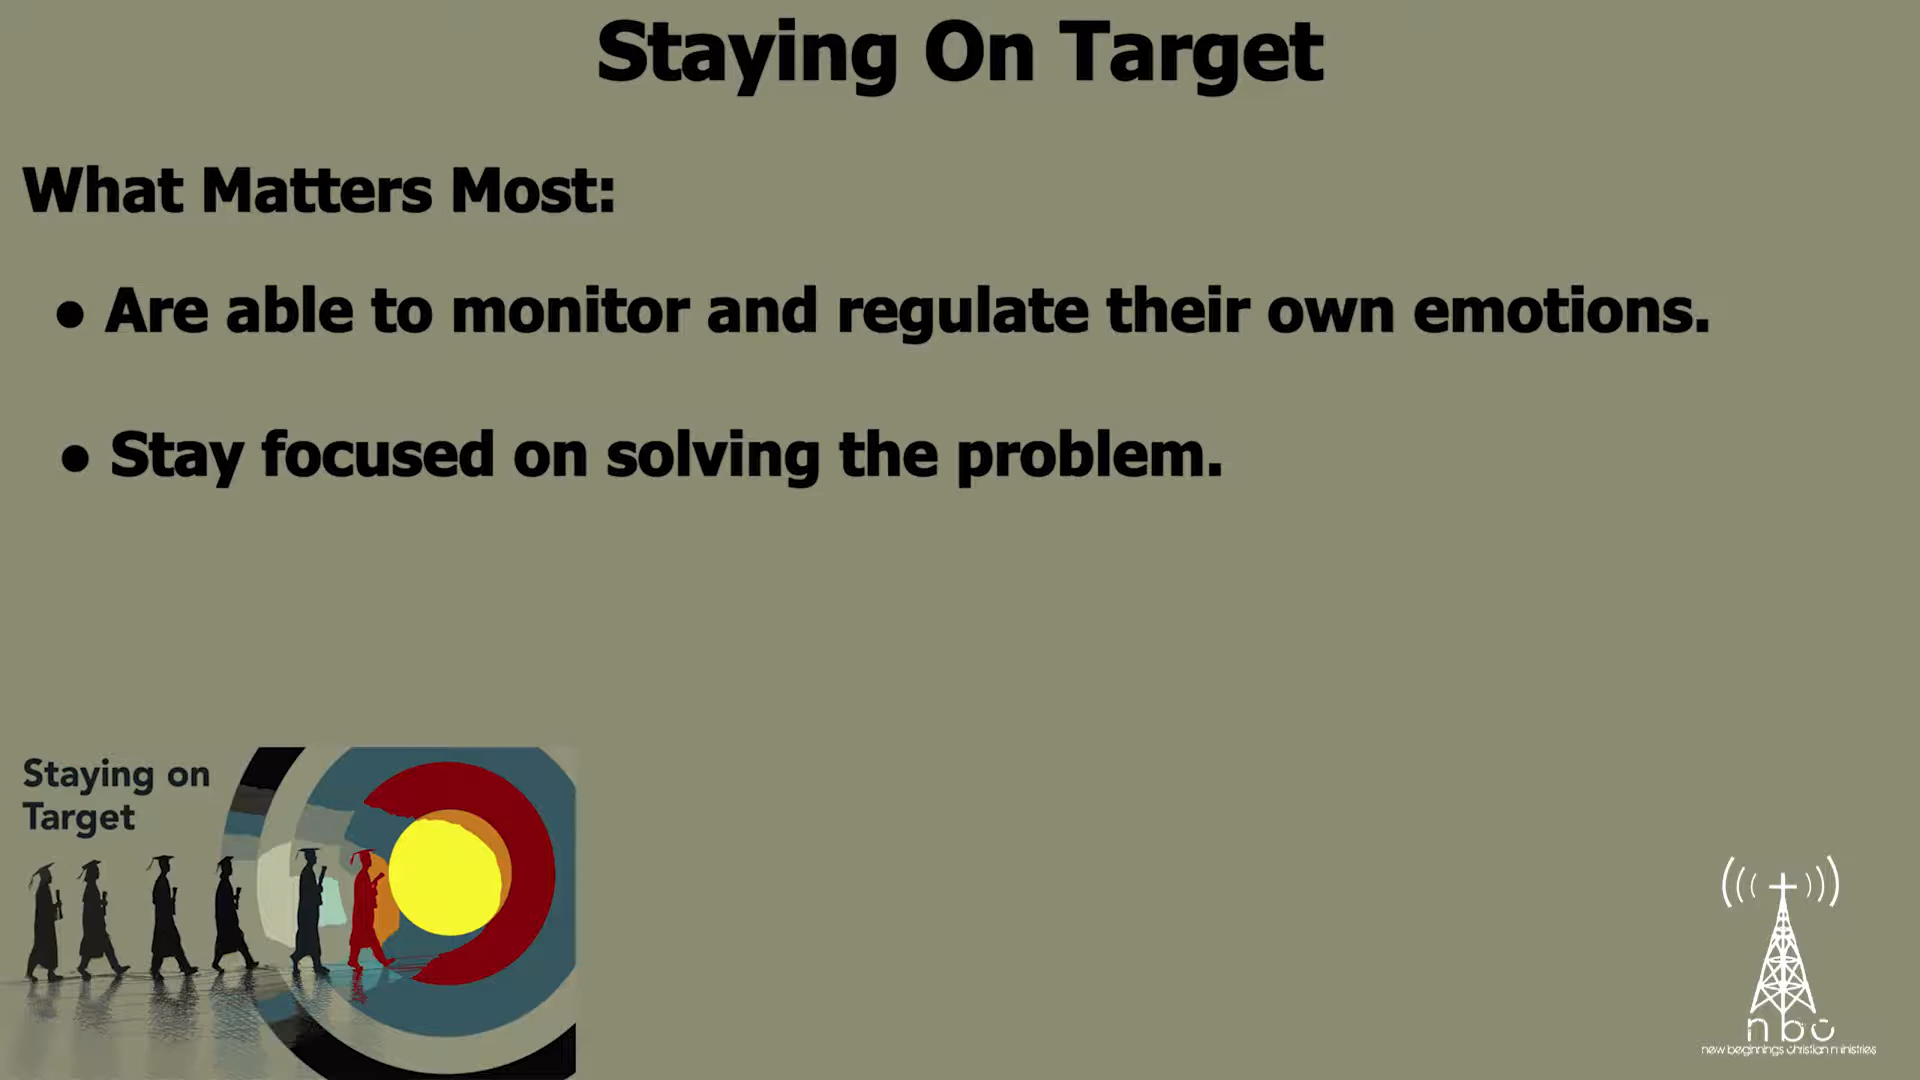 Staying On Target
What Matters Most:
● Are able to monitor and regulate their own emotions.
● Stay focused on solving the problem.
Staying on
Target
nbc
new beginnings christian ministries